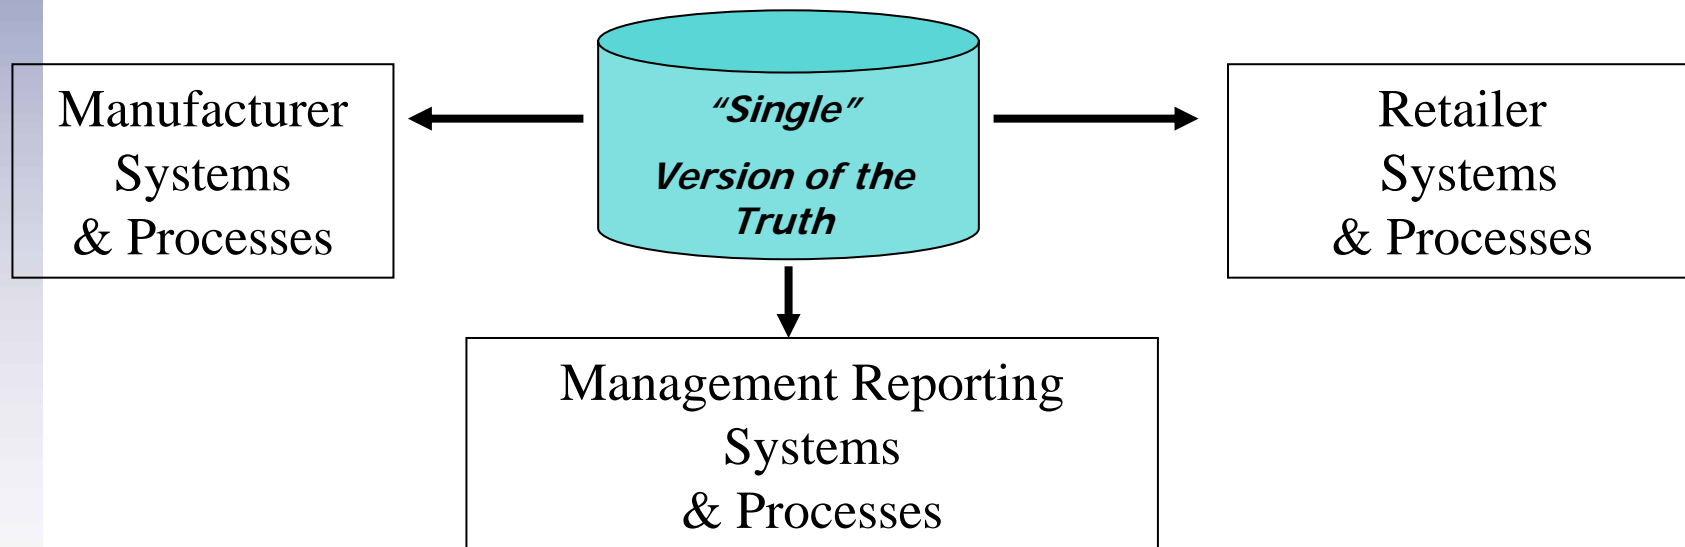 Manufacturer
Systems
& Processes
“Single”
Version of the
Truth
Retailer
Systems
& Processes
Management Reporting
Systems
& Processes